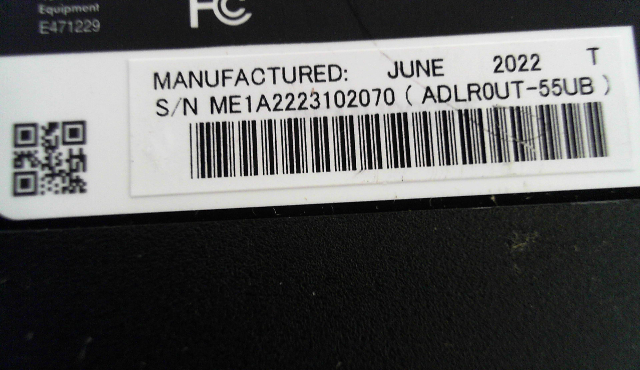 Equipment
E471229
FC
MANUFACTURED: JUNE 2022 T
S/N ME1A2223102070 ( ADLR0UT-55UB )